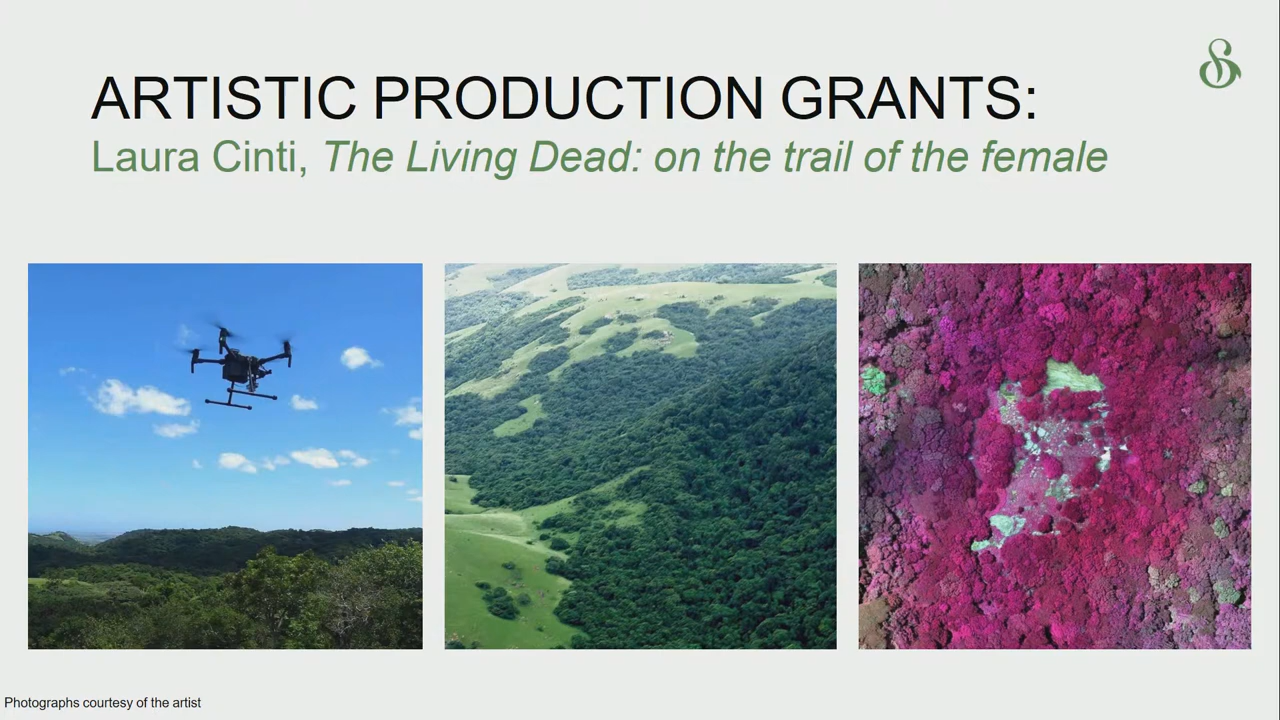 ARTISTIC PRODUCTION GRANTS:
Laura Cinti, The Living Dead: on the trail of the female
Photographs courtesy of the artist